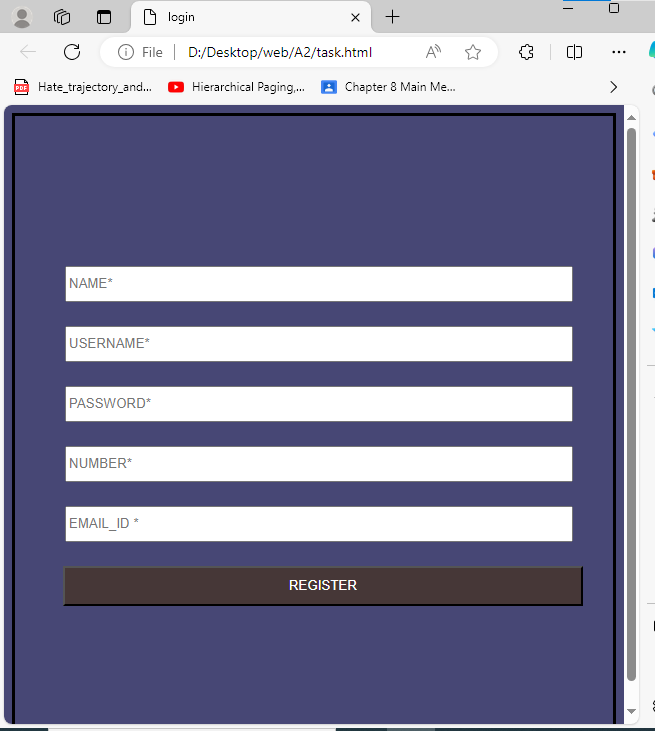 login
File D:/Desktop/web/A2/task.html
Hate_trajectory_and... Hierarchical Paging,... Chapter 8 Main Me...
NAME*
USERNAME*
PASSWORD*
NUMBER*
EMAIL_ID *
REGISTER